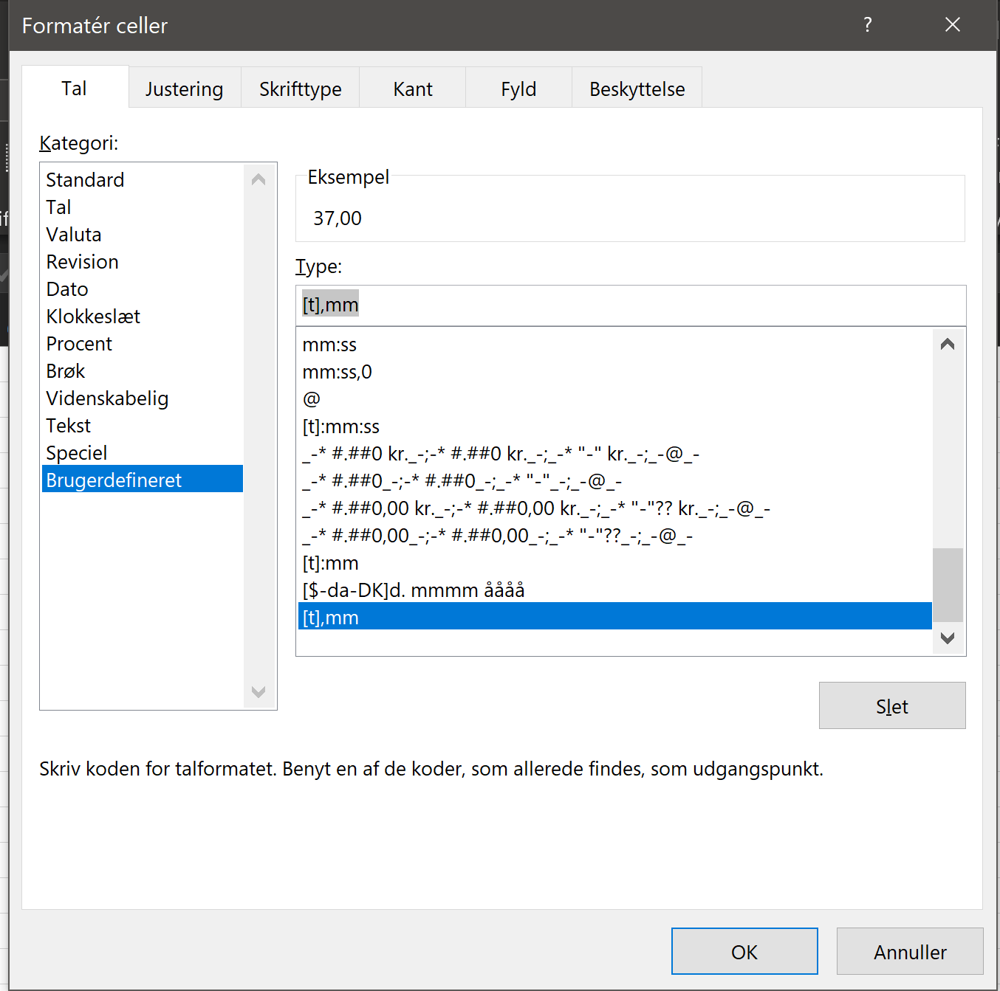 Formatér celler
?
Tal Justering Skrifttype Kant Fyld Beskyttelse
Kategori:
Standard
Tal
Valuta
Revision
Dato
Klokkeslæt
Procent
Brøk
Videnskabelig
Tekst
Speciel
Brugerdefineret
Eksempel
37,00
Type:
[t],mm
mm:ss
mm:ss,0
@
[t]:mm:ss
_-* #.##0 kr._-;-* #.##0 kr._-;_-* "-" kr._-;_-@_-
_-* #.##0_-;-* #.##0_-;_-* "-"_-;_-@_-
_-* #.##0,00 kr._-;-* #.##0,00 kr._-;_-* "-"?? kr._-;_-@_-
_-* #.##0,00_-;-* #.##0,00_-;_-* "-"??_-;_-@_-
[t]:mm
[$-da-DK]d. mmmm åååå
[t],mm
Slet
Skriv koden for talformatet. Benyt en af de koder, som allerede findes, som udgangspunkt.
OK Annuller